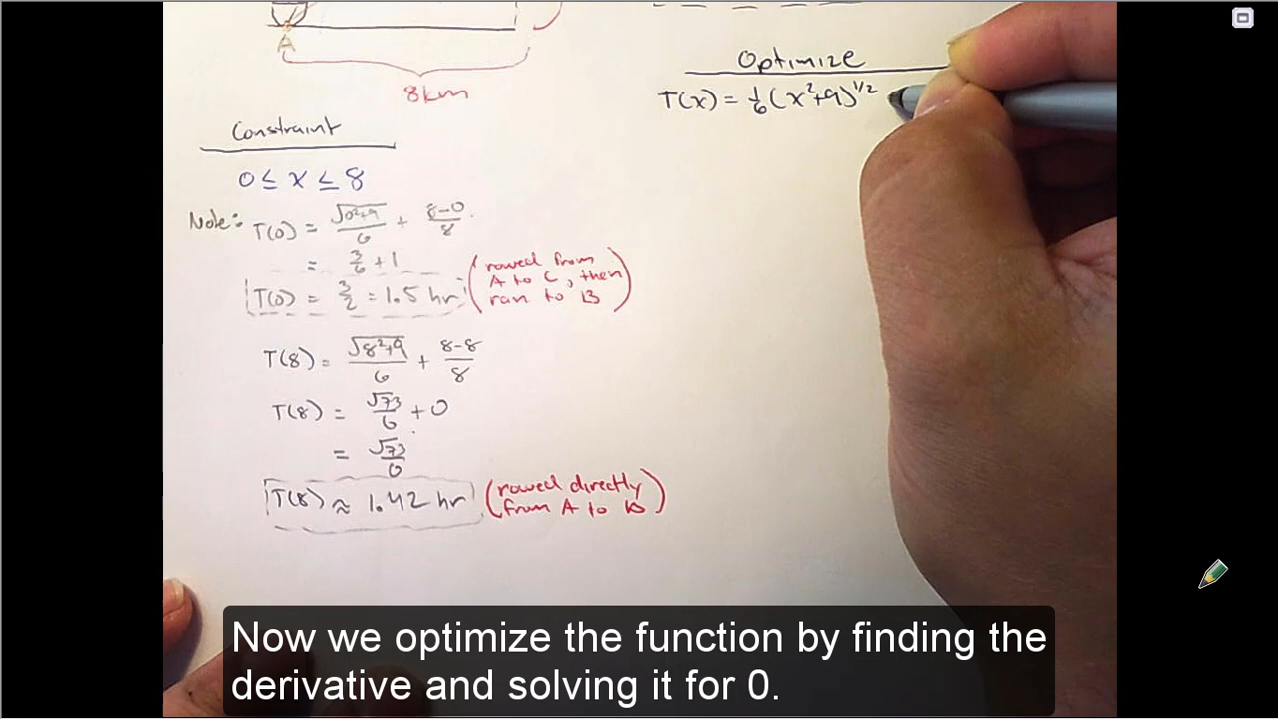 A
8km
Constraint
0 ≤ x ≤ 8
Note: T(0) = √0²+9/6 + 8-0/8
= 3/6 + 1
T(0) = 3/2 = 1.5 hr (rowed from A to C, then ran to B)
T(8) = √8²+9/6 + 8-8/8
T(8) = √73/6 + 0
= √73/6
T(8) ≈ 1.42 hr (rowed directly from A to B)
Optimize
T(x) = 1/6 (x²+9)^1/2
Now we optimize the function by finding the
derivative and solving it for 0.